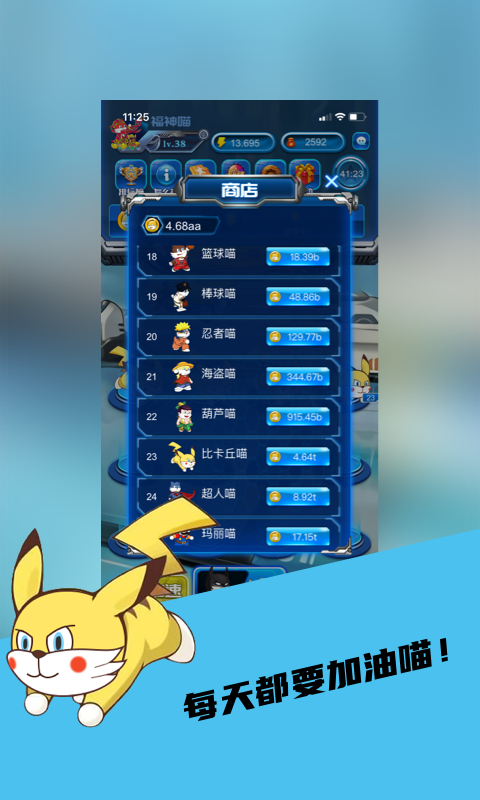 11:25
福神喵
lv.38
13.695
2592
41:23
商店
4.68aa
18
篮球喵
18.39b
19
棒球喵
48.86b
20
忍者喵
129.77b
21
海盗喵
344.67b
22
葫芦喵
915.45b
23
23
比卡丘喵
4.64t
24
超人喵
8.92t
玛丽喵
17.15t
速
每天都要加油喵!